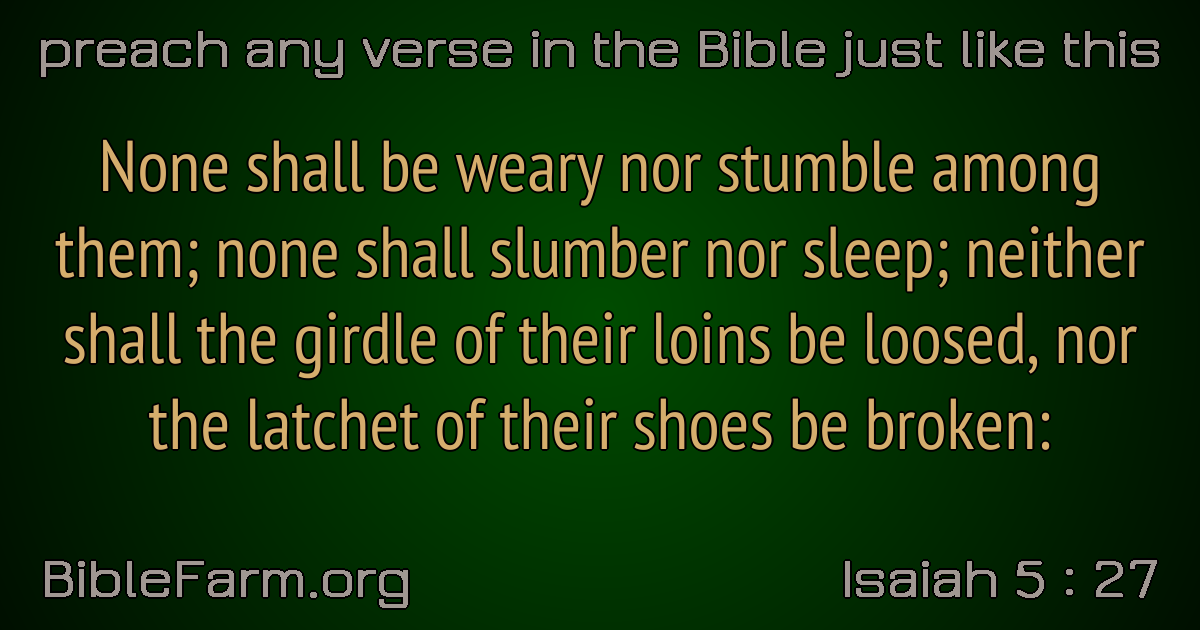 preach any verse in the Bible just like this
None shall be weary nor stumble among
them; none shall slumber nor sleep; neither
shall the girdle of their loins be loosed, nor
the latchet of their shoes be broken:
BibleFarm.org
Isaiah 5 : 27